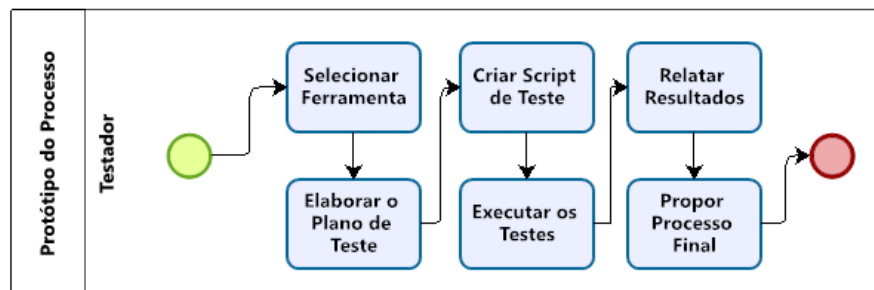 Protótipo do Processo
Testador
Selecionar
Ferramenta
Elaborar o
Plano de
Teste
Criar Script
de Teste
Executar os
Testes
Relatar
Resultados
Propor
Processo
Final